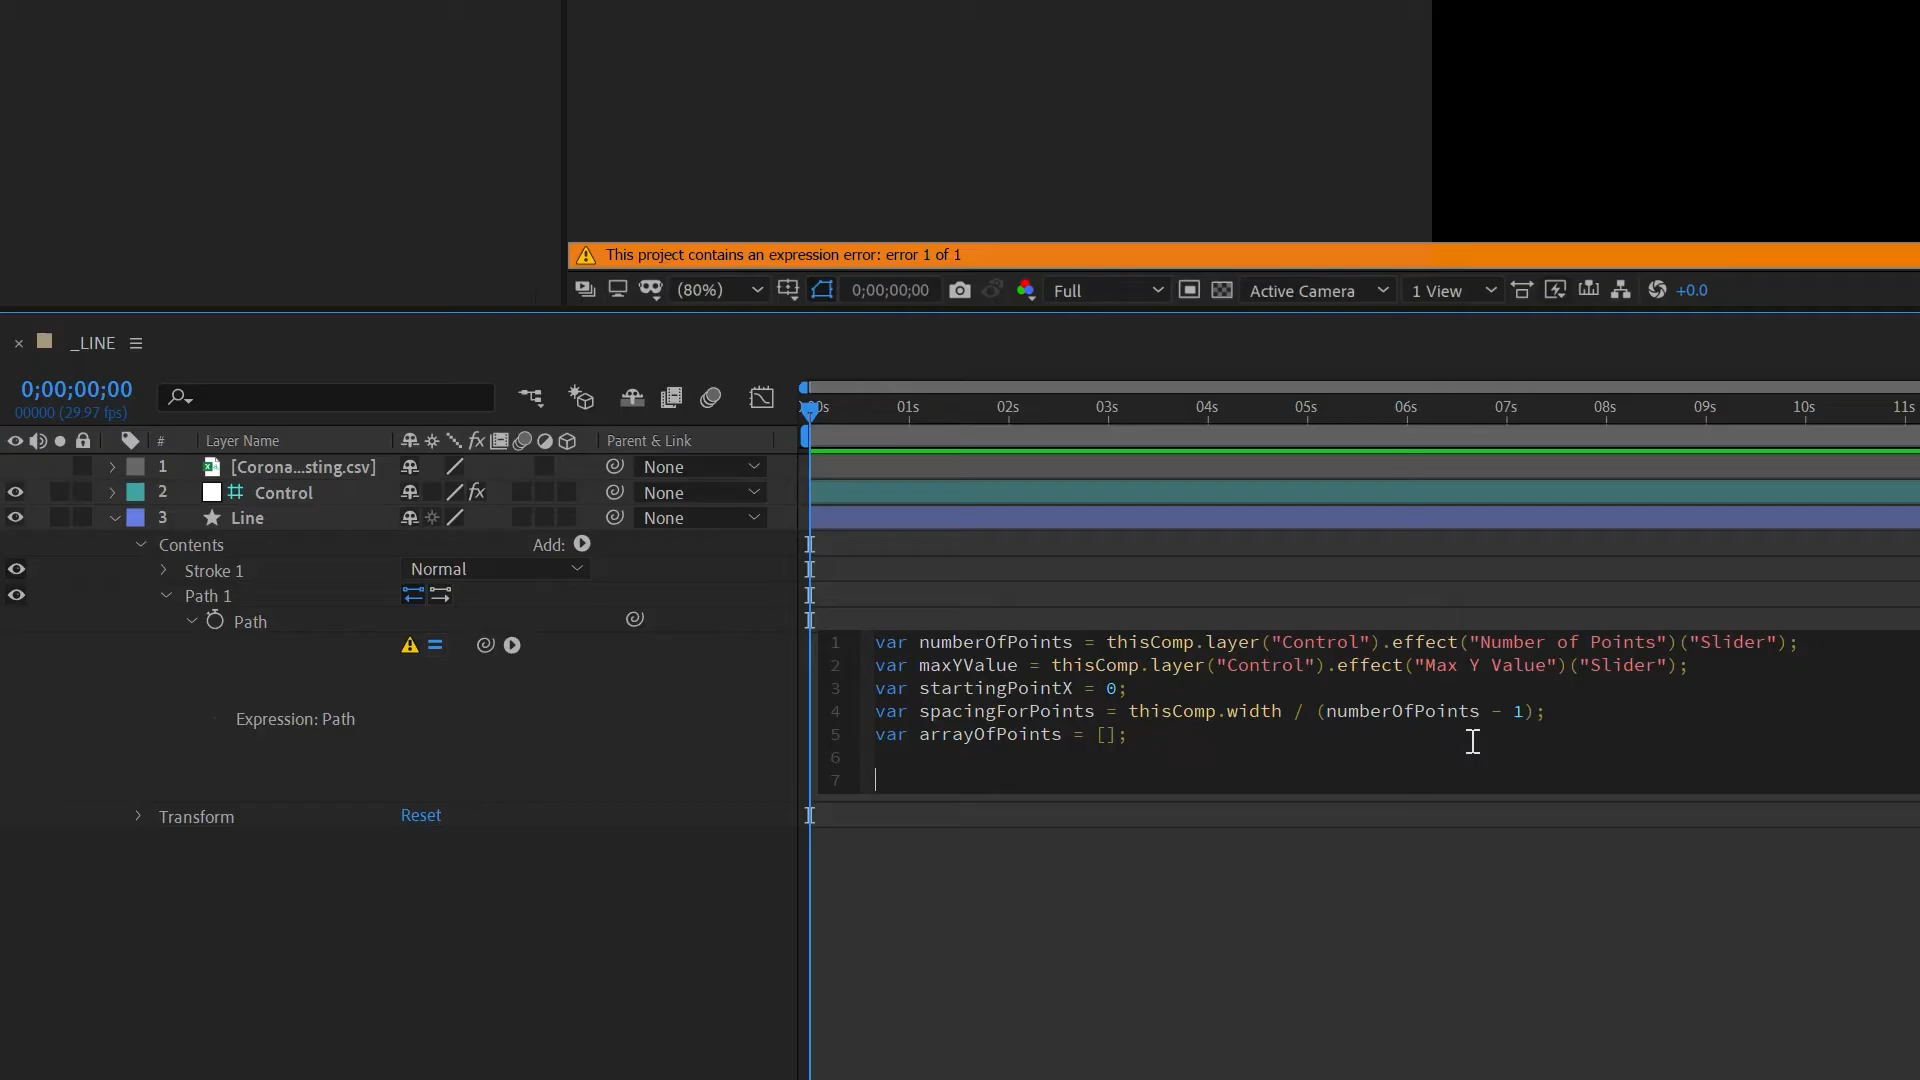 This project contains an expression error: error 1 of 1
(80%) 0;00;00;00 Full Active Camera 1 View +0.0
× _LINE
0;00;00;00
00000 (29.97 fps)
00s 01s 02s 03s 04s 05s 06s 07s 08s 09s 10s 11s
# Layer Name fx Parent & Link
1 [Corona...sting.csv] None
2 Control fx None
3 Line None
Contents Add:
Stroke 1 Normal
Path 1
Path
1 var numberOfPoints = thisComp.layer("Control").effect("Number of Points")("Slider");
2 var maxYValue = thisComp.layer("Control").effect("Max Y Value")("Slider");
3 var startingPointX = 0;
4 var spacingForPoints = thisComp.width / (numberOfPoints - 1);
5 var arrayOfPoints = [];
6
7
Expression: Path
Transform Reset